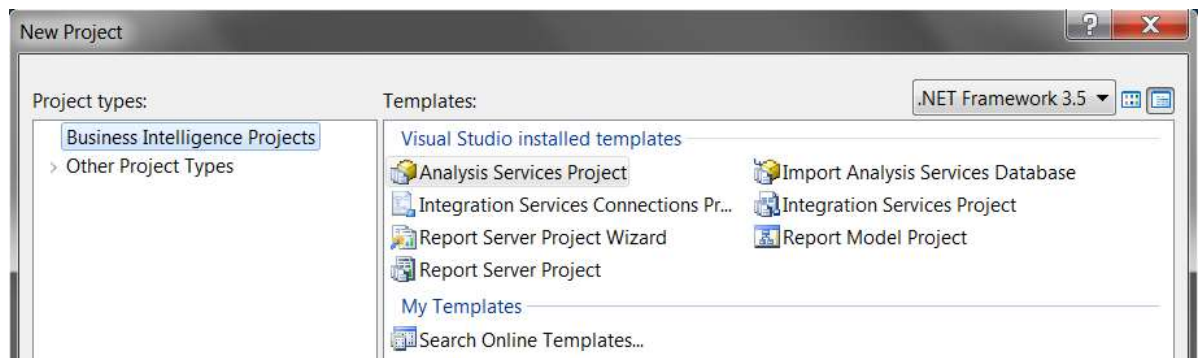 New Project
Project types:
Templates:
.NET Framework 3.5
Business Intelligence Projects
Other Project Types
Visual Studio installed templates
Analysis Services Project
Import Analysis Services Database
Integration Services Connections Pr...
Integration Services Project
Report Server Project Wizard
Report Model Project
Report Server Project
My Templates
Search Online Templates...